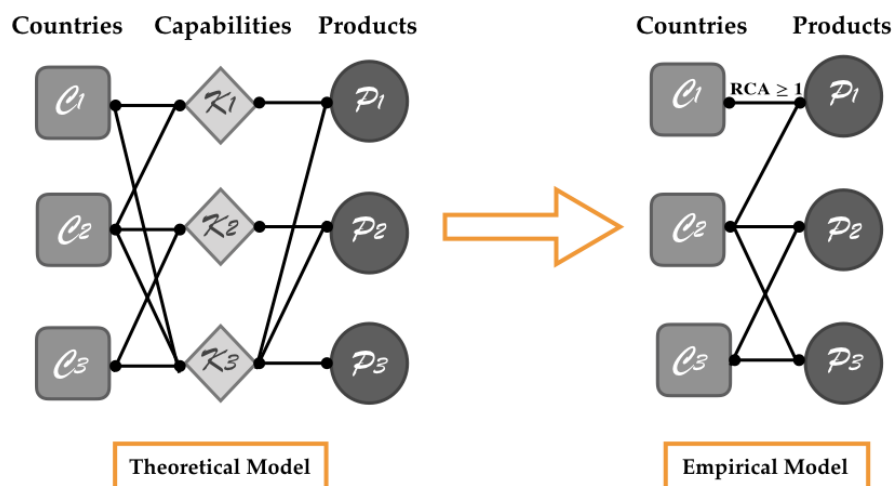 Countries Capabilities Products
C1 K1 P1
C2 K2 P2
C3 K3 P3
Theoretical Model
Countries Products
C1 RCA ≥ 1 P1
C2 P2
C3 P3
Empirical Model